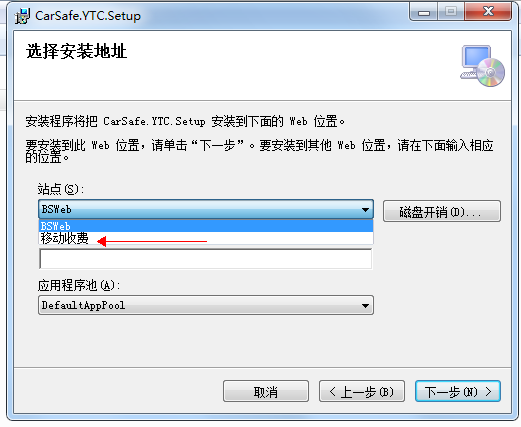 CarSafe.YTC.Setup
选择安装地址
安装程序将把 CarSafe.YTC.Setup 安装到下面的 Web 位置。
要安装到此 Web 位置，请单击“下一步”。要安装到其他 Web 位置，请在下面输入相应
的位置。
站点(S):
BSWeb
磁盘开销(D)...
BSWeb
移动收费
应用程序池(A):
DefaultAppPool
取消
< 上一步(B)
下一步(N) >